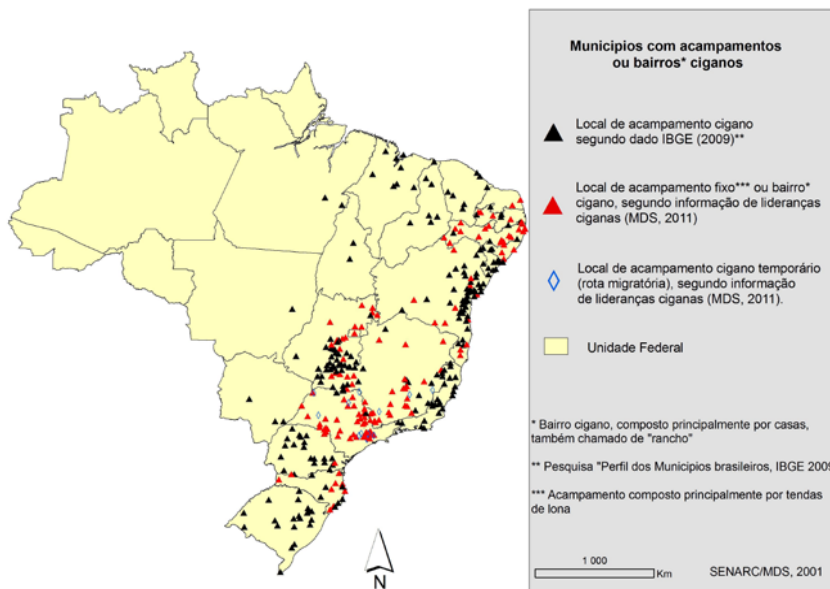 Municipios com acampamentos
ou bairros* ciganos
Local de acampamento cigano
segundo dado IBGE (2009)**
Local de acampamento fixo*** ou bairro*
cigano, segundo informação de lideranças
ciganas (MDS, 2011)
Local de acampamento cigano temporário
(rota migratória), segundo informação
de lideranças ciganas (MDS, 2011).
Unidade Federal
* Bairro cigano, composto principalmente por casas,
também chamado de "rancho"
** Pesquisa "Perfil dos Municipios brasileiros, IBGE 2009
*** Acampamento composto principalmente por tendas
de lona
1 000
Km
SENARC/MDS, 2001
N